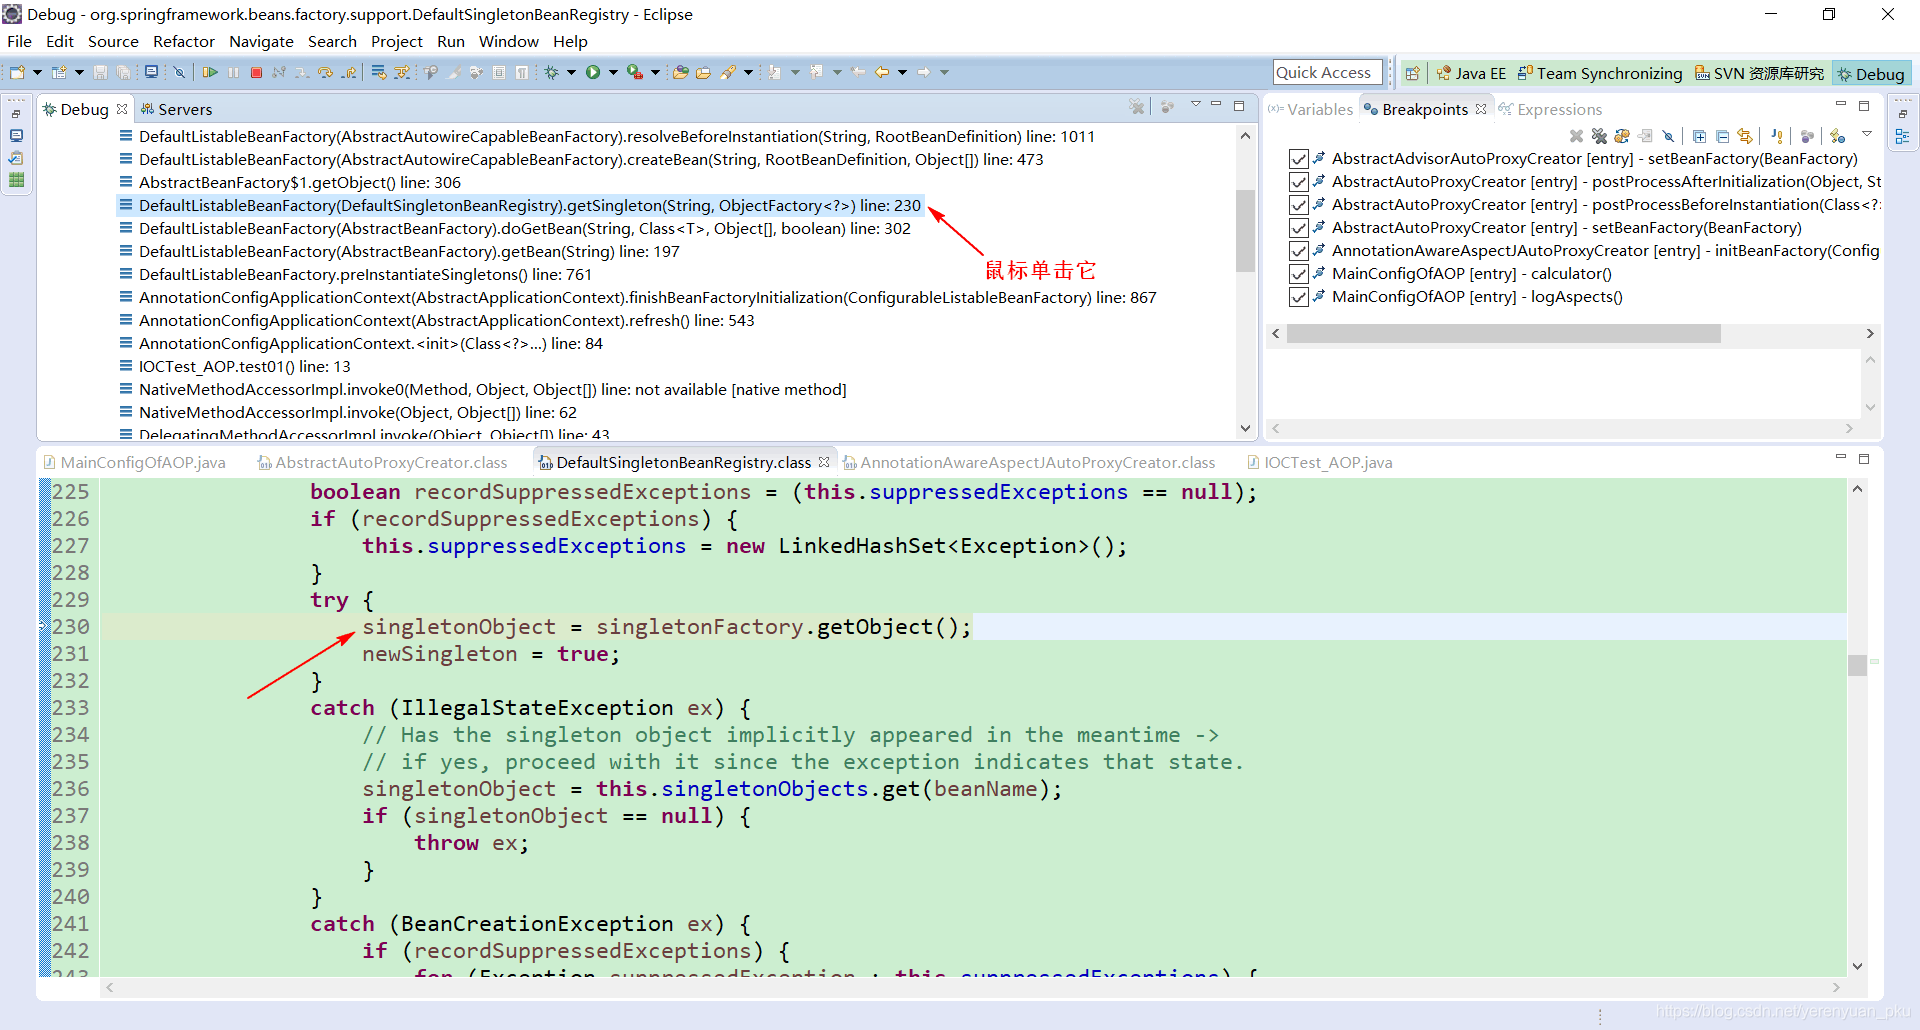 Debug - org.springframework.beans.factory.support.DefaultSingletonBeanRegistry - Eclipse
File Edit Source Refactor Navigate Search Project Run Window Help
Quick Access
Java EE
Team Synchronizing
SVN 资源库研究
Debug
Debug
Servers
DefaultListableBeanFactory(AbstractAutowireCapableBeanFactory).resolveBeforeInstantiation(String, RootBeanDefinition) line: 1011
DefaultListableBeanFactory(AbstractAutowireCapableBeanFactory).createBean(String, RootBeanDefinition, Object[]) line: 473
AbstractBeanFactory$1.getObject() line: 306
DefaultListableBeanFactory(DefaultSingletonBeanRegistry).getSingleton(String, ObjectFactory<?>) line: 230
DefaultListableBeanFactory(AbstractBeanFactory).doGetBean(String, Class<T>, Object[], boolean) line: 302
DefaultListableBeanFactory(AbstractBeanFactory).getBean(String) line: 197
鼠标单击它
DefaultListableBeanFactory.preInstantiateSingletons() line: 761
AnnotationConfigApplicationContext(AbstractApplicationContext).finishBeanFactoryInitialization(ConfigurableListableBeanFactory) line: 867
AnnotationConfigApplicationContext(AbstractApplicationContext).refresh() line: 543
AnnotationConfigApplicationContext.<init>(Class<?>...) line: 84
IOCTest_AOP.test01() line: 13
NativeMethodAccessorImpl.invoke0(Method, Object, Object[]) line: not available [native method]
NativeMethodAccessorImpl.invoke(Object, Object[]) line: 62
DelegatingMethodAccessorImpl.invoke(Object, Object[]) line: 43
(x)= Variables
Breakpoints
Expressions
AbstractAdvisorAutoProxyCreator [entry] - setBeanFactory(BeanFactory)
AbstractAutoProxyCreator [entry] - postProcessAfterInitialization(Object, St
AbstractAutoProxyCreator [entry] - postProcessBeforeInstantiation(Class<?
AbstractAutoProxyCreator [entry] - setBeanFactory(BeanFactory)
AnnotationAwareAspectJAutoProxyCreator [entry] - initBeanFactory(Config
MainConfigOfAOP [entry] - calculator()
MainConfigOfAOP [entry] - logAspects()
MainConfigOfAOP.java
AbstractAutoProxyCreator.class
DefaultSingletonBeanRegistry.class
AnnotationAwareAspectJAutoProxyCreator.class
IOCTest_AOP.java
225 boolean recordSuppressedExceptions = (this.suppressedExceptions == null);
226 if (recordSuppressedExceptions) {
227 this.suppressedExceptions = new LinkedHashSet<Exception>();
228 }
229 try {
230 singletonObject = singletonFactory.getObject();
231 newSingleton = true;
232 }
233 catch (IllegalStateException ex) {
234 // Has the singleton object implicitly appeared in the meantime ->
235 // if yes, proceed with it since the exception indicates that state.
236 singletonObject = this.singletonObjects.get(beanName);
237 if (singletonObject == null) {
238 throw ex;
239 }
240 }
241 catch (BeanCreationException ex) {
242 if (recordSuppressedExceptions) {
243 for (Exception suppressedException : this.suppressedExceptions) {
https://blog.csdn.net/yerenyuan_pku